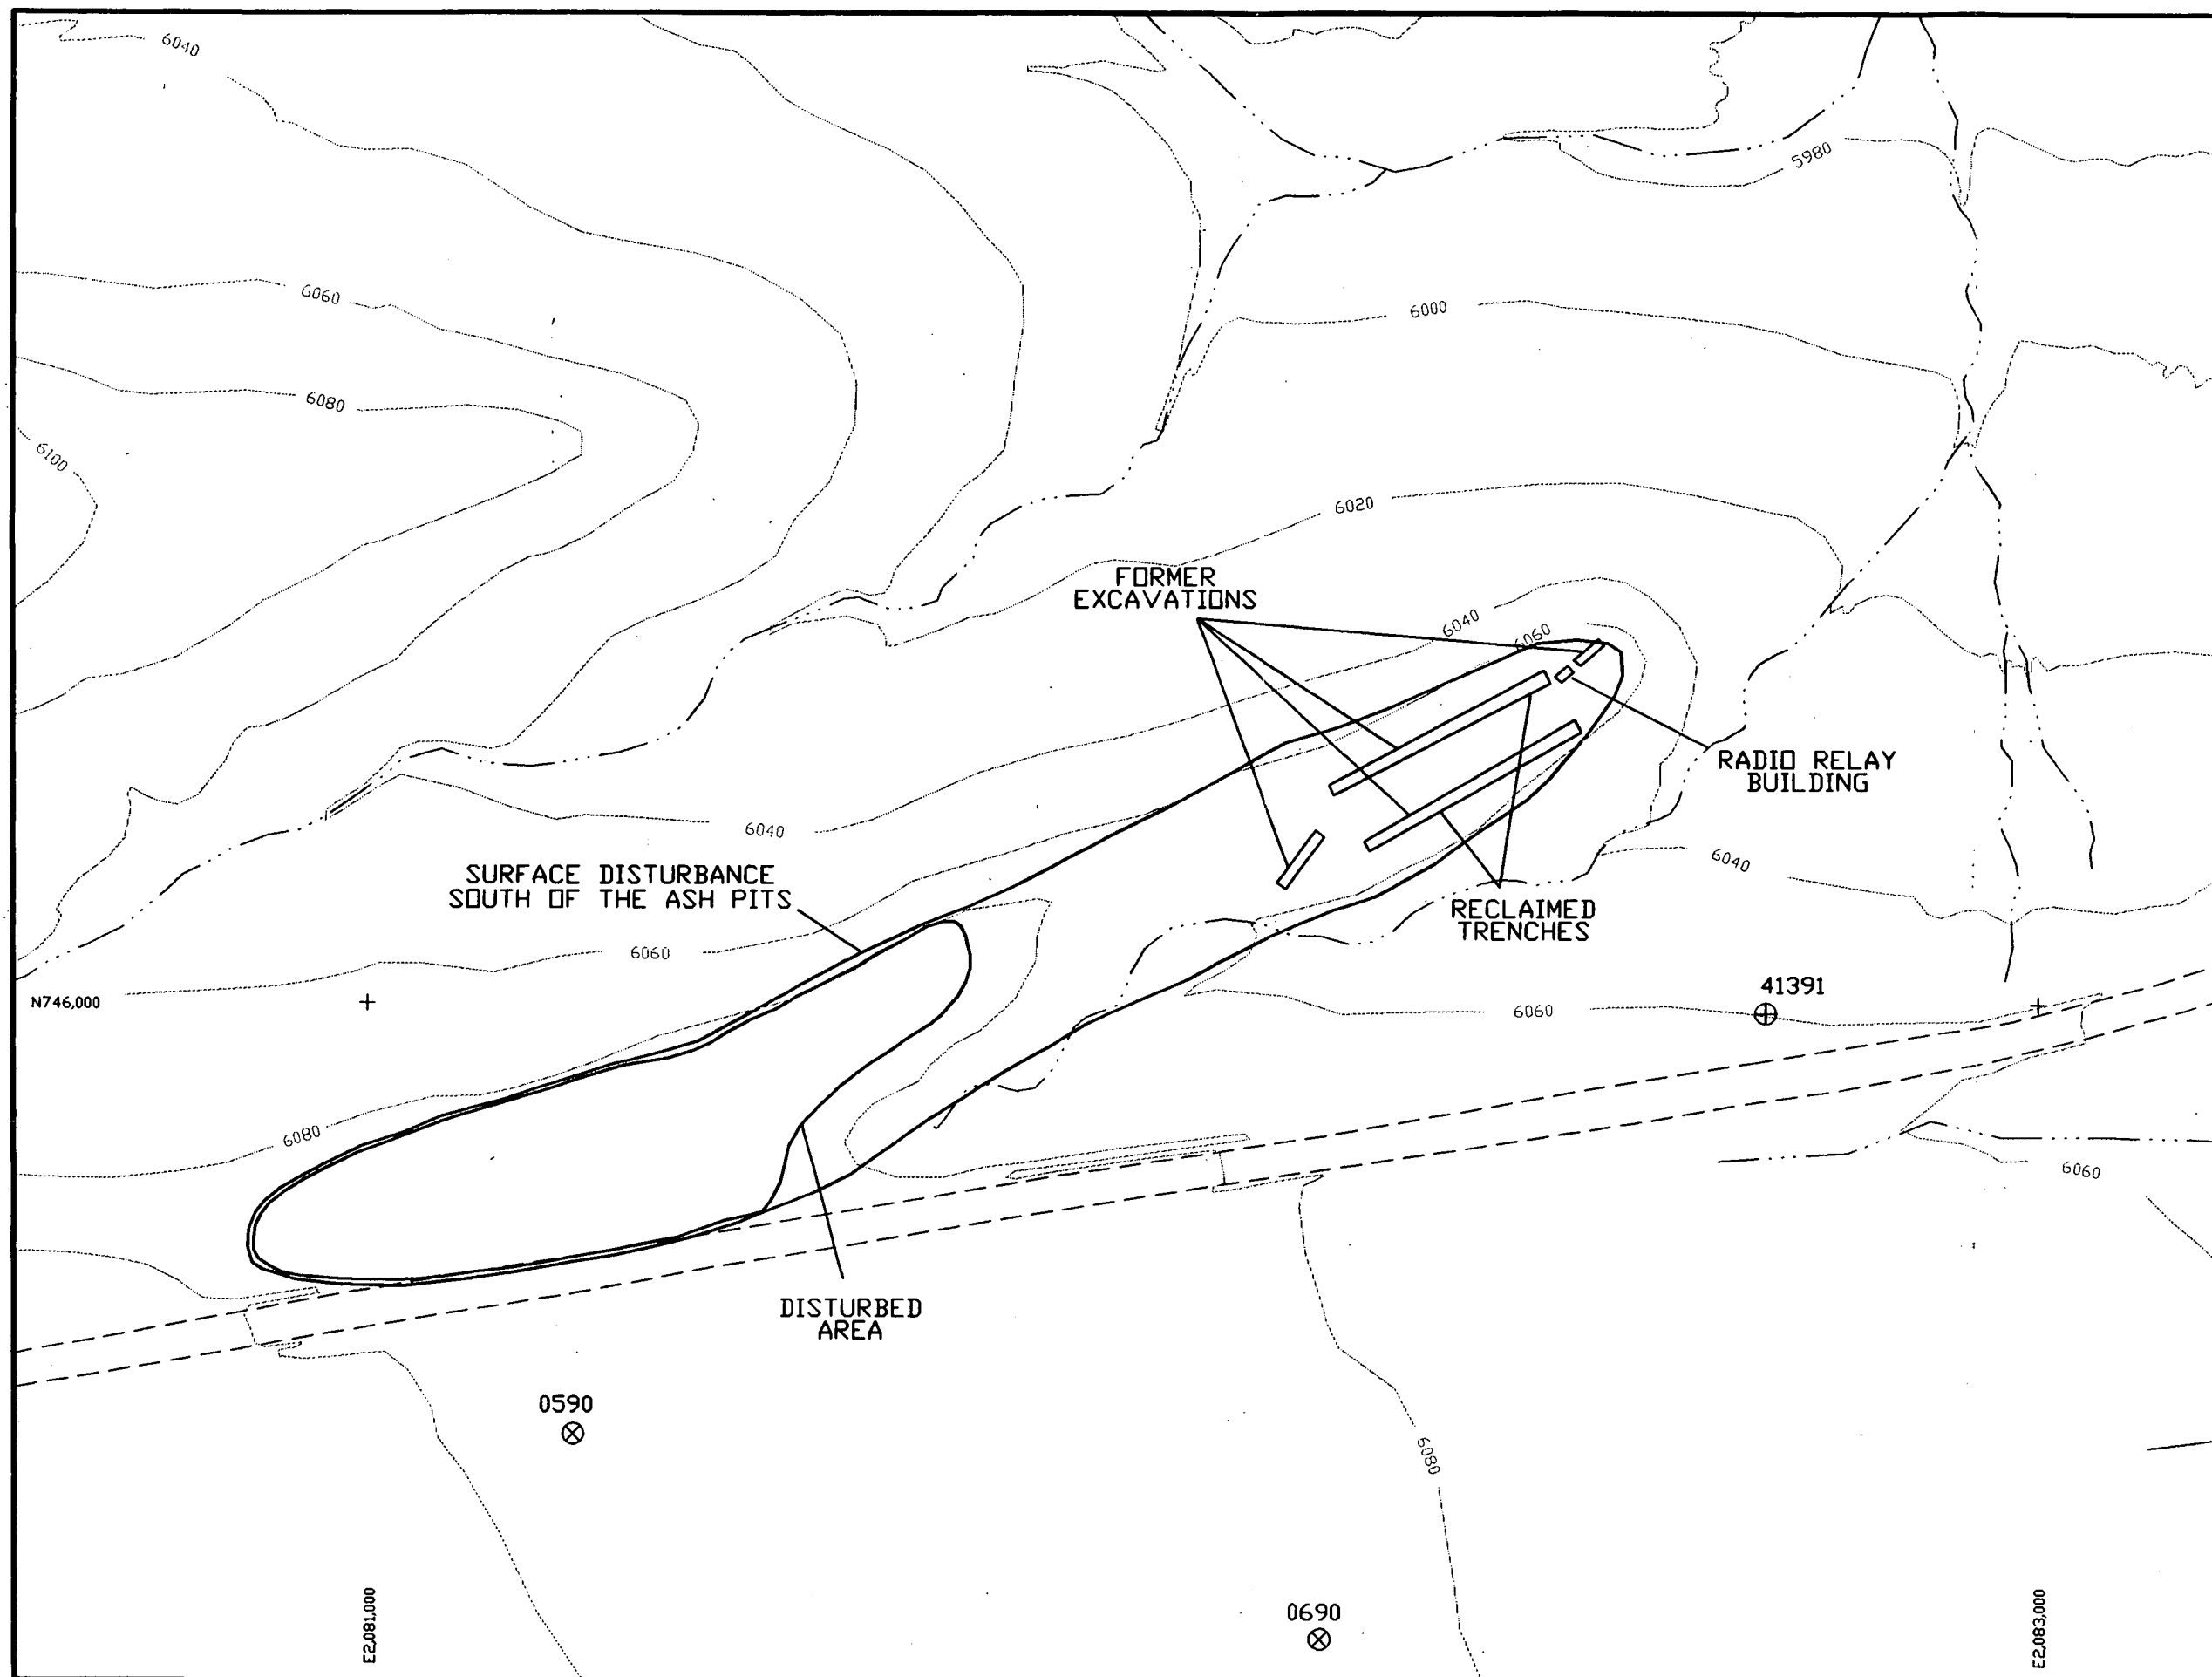 6040
5980
6060
6000
6080
6100
6020
FORMER
EXCAVATIONS
6040
6060
RADIO RELAY
BUILDING
6040
6040
SURFACE DISTURBANCE
SOUTH OF THE ASH PITS
RECLAIMED
TRENCHES
6060
41391
N746,000
6060
6080
6060
DISTURBED
AREA
0590
6080
0690
E2,081,000
E2,083,000